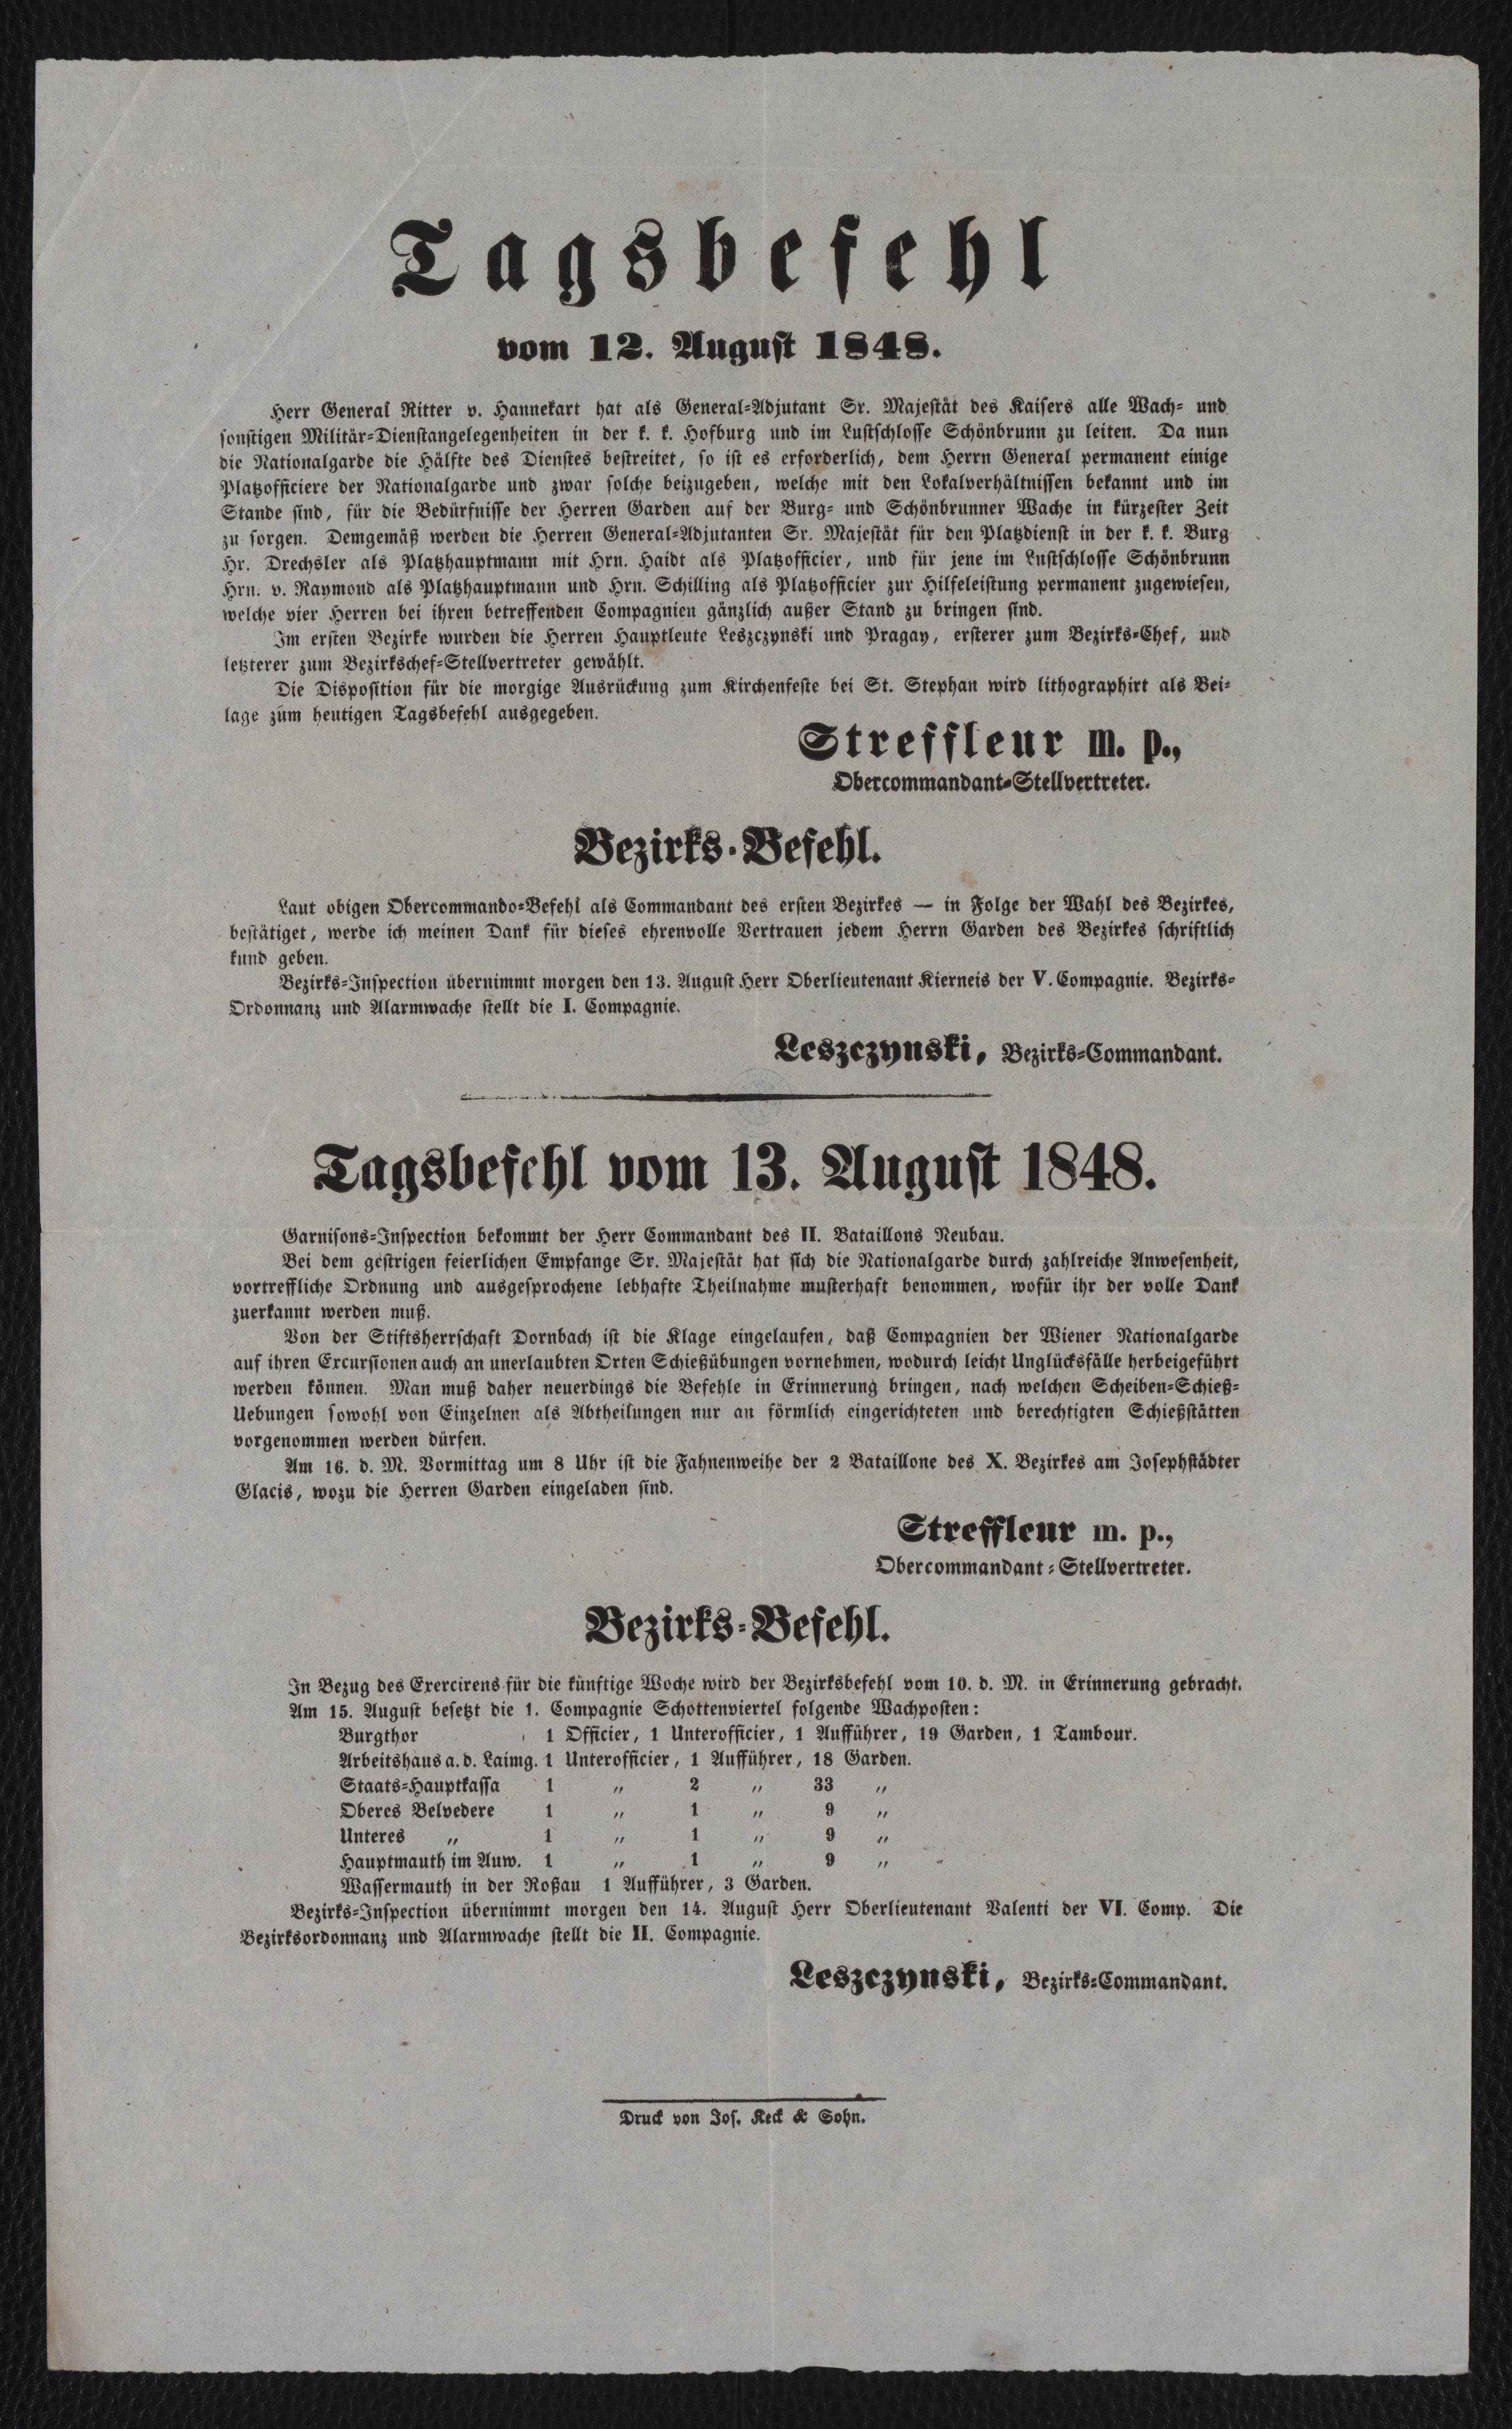 Tagsbefehl
vom 12. August 1848.
Herr General Ritter v. Hannekart hat als General-Adjutant Sr. Majestät des Kaisers alle Wach- und
sonstigen Militär-Dienstangelegenheiten in der k. k. Hofburg und im Lustschlosse Schönbrunn zu leiten. Da nun
die Nationalgarde die Hälfte des Dienstes bestreitet, so ist es erforderlich, dem Herrn General permanent einige
Platzofficiere der Nationalgarde und zwar solche beizugeben, welche mit den Lokalverhältnissen bekannt und im
Stande sind, für die Bedürfnisse der Herren Garden auf der Burg- und Schönbrunner Wache in kürzester Zeit
zu sorgen. Demgemäß werden die Herren General-Adjutanten Sr. Majestät für den Platzdienst in der k. k. Burg
Hr. Drechsler als Platzhauptmann mit Hrn. Haidt als Platzofficier, und für jene im Lustschlosse Schönbrunn
Hrn. v. Raymond als Platzhauptmann und Hrn. Schilling als Platzofficier zur Hilfeleistung permanent zugewiesen,
welche vier Herren bei ihren betreffenden Compagnien gänzlich außer Stand zu bringen sind.
Im ersten Bezirke wurden die Herren Hauptleute Leszczynski und Pragay, ersterer zum Bezirks-Chef, und
letzterer zum Bezirkschef-Stellvertreter gewählt.
Die Disposition für die morgige Ausrückung zum Kirchenfeste bei St. Stephan wird lithographirt als Bei-
lage zum heutigen Tagsbefehl ausgegeben.
Streffleur m. p.,
Obercommandant-Stellvertreter.
Bezirks-Befehl.
Laut obigen Obercommando-Befehl als Commandant des ersten Bezirkes — in Folge der Wahl des Bezirkes,
bestätiget, werde ich meinen Dank für dieses ehrenvolle Vertrauen jedem Herrn Garden des Bezirkes schriftlich
kund geben.
Bezirks-Inspection übernimmt morgen den 13. August Herr Oberlieutenant Kierneis der V. Compagnie. Bezirks-
Ordonnanz und Alarmwache stellt die I. Compagnie.
Leszczynski, Bezirks-Commandant.
Tagsbefehl vom 13. August 1848.
Garnisons-Inspection bekommt der Herr Commandant des II. Bataillons Neubau.
Bei dem gestrigen feierlichen Empfange Sr. Majestät hat sich die Nationalgarde durch zahlreiche Anwesenheit,
vortreffliche Ordnung und ausgesprochene lebhafte Theilnahme musterhaft benommen, wofür ihr der volle Dank
zuerkannt werden muß.
Von der Stiftsherrschaft Dornbach ist die Klage eingelaufen, daß Compagnien der Wiener Nationalgarde
auf ihren Excursionen auch an unerlaubten Orten Schießübungen vornehmen, wodurch leicht Unglücksfälle herbeigeführt
werden können. Man muß daher neuerdings die Befehle in Erinnerung bringen, nach welchen Scheiben-Schieß-
Uebungen sowohl von Einzelnen als Abtheilungen nur an förmlich eingerichteten und berechtigten Schießstätten
vorgenommen werden dürfen.
Am 16. d. M. Vormittag um 8 Uhr ist die Fahnenweihe der 2 Bataillone des X. Bezirkes am Josephstädter
Glacis, wozu die Herren Garden eingeladen sind.
Streffleur m. p.,
Obercommandant-Stellvertreter.
Bezirks-Befehl.
In Bezug des Exercirens für die künftige Woche wird der Bezirksbefehl vom 10. d. M. in Erinnerung gebracht.
Am 15. August besetzt die 1. Compagnie Schottenviertel folgende Wachposten:
Burgthor 1 Officier, 1 Unterofficier, 1 Aufführer, 19 Garden, 1 Tambour.
Arbeitshaus a. d. Laimg. 1 Unterofficier, 1 Aufführer, 18 Garden.
Staats-Hauptkassa 1 „ 2 „ 33 „
Oberes Belvedere 1 „ 1 „ 9 „
Unteres „ 1 „ 1 „ 9 „
Hauptmauth im Auw. 1 „ 1 „ 9 „
Wassermauth in der Roßau 1 Aufführer, 3 Garden.
Bezirks-Inspection übernimmt morgen den 14. August Herr Oberlieutenant Valenti der VI. Comp. Die
Bezirksordonnanz und Alarmwache stellt die II. Compagnie.
Leszczynski, Bezirks-Commandant.
Druck von Jos. Keck & Sohn.